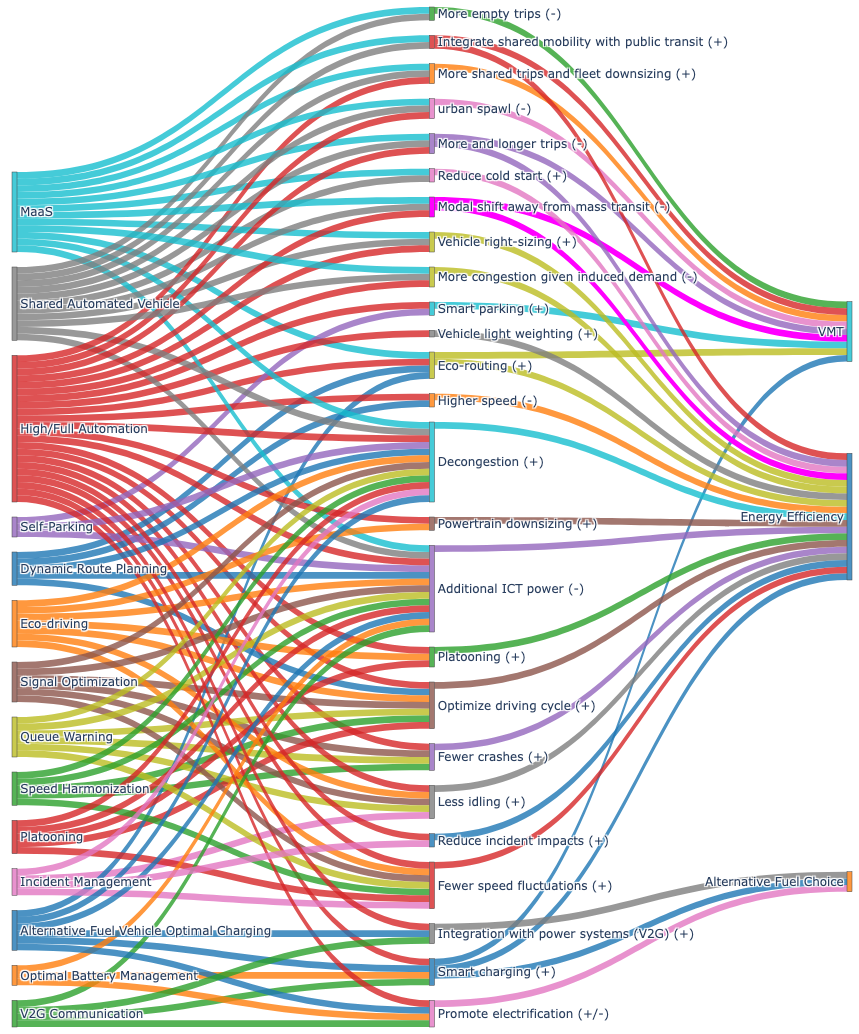 MaaS
Shared Automated Vehicle
High/Full Automation
Self-Parking
Dynamic Route Planning
Eco-driving
Signal Optimization
Queue Warning
Speed Harmonization
Platooning
Incident Management
Alternative Fuel Vehicle Optimal Charging
Optimal Battery Management
V2G Communication
More empty trips (-)
Integrate shared mobility with public transit (+)
More shared trips and fleet downsizing (+)
urban spawl (-)
More and longer trips (-)
Reduce cold start (+)
Modal shift away from mass transit (-)
Vehicle right-sizing (+)
More congestion given induced demand (-)
Smart parking (+)
Vehicle light weighting (+)
Eco-routing (+)
Higher speed (-)
Decongestion (+)
Powertrain downsizing (+)
Additional ICT power (-)
Platooning (+)
Optimize driving cycle (+)
Fewer crashes (+)
Less idling (+)
Reduce incident impacts (+)
Fewer speed fluctuations (+)
Integration with power systems (V2G) (+)
Smart charging (+)
Promote electrification (+/-)
VMT
Energy Efficiency
Alternative Fuel Choice